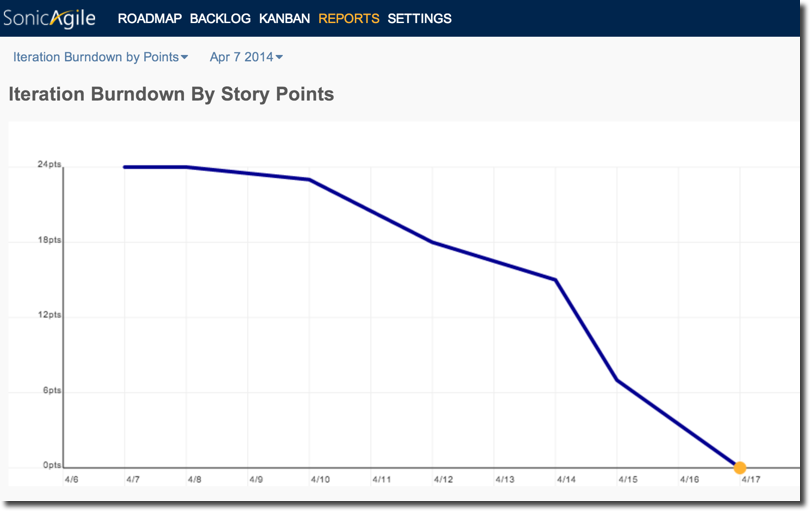 SonicAgile ROADMAP BACKLOG KANBAN REPORTS SETTINGS
Iteration Burndown by Points Apr 7 2014
Iteration Burndown By Story Points
24pts
18pts
12pts
6pts
0pts
4/6 4/7 4/8 4/9 4/10 4/11 4/12 4/13 4/14 4/15 4/16 4/17